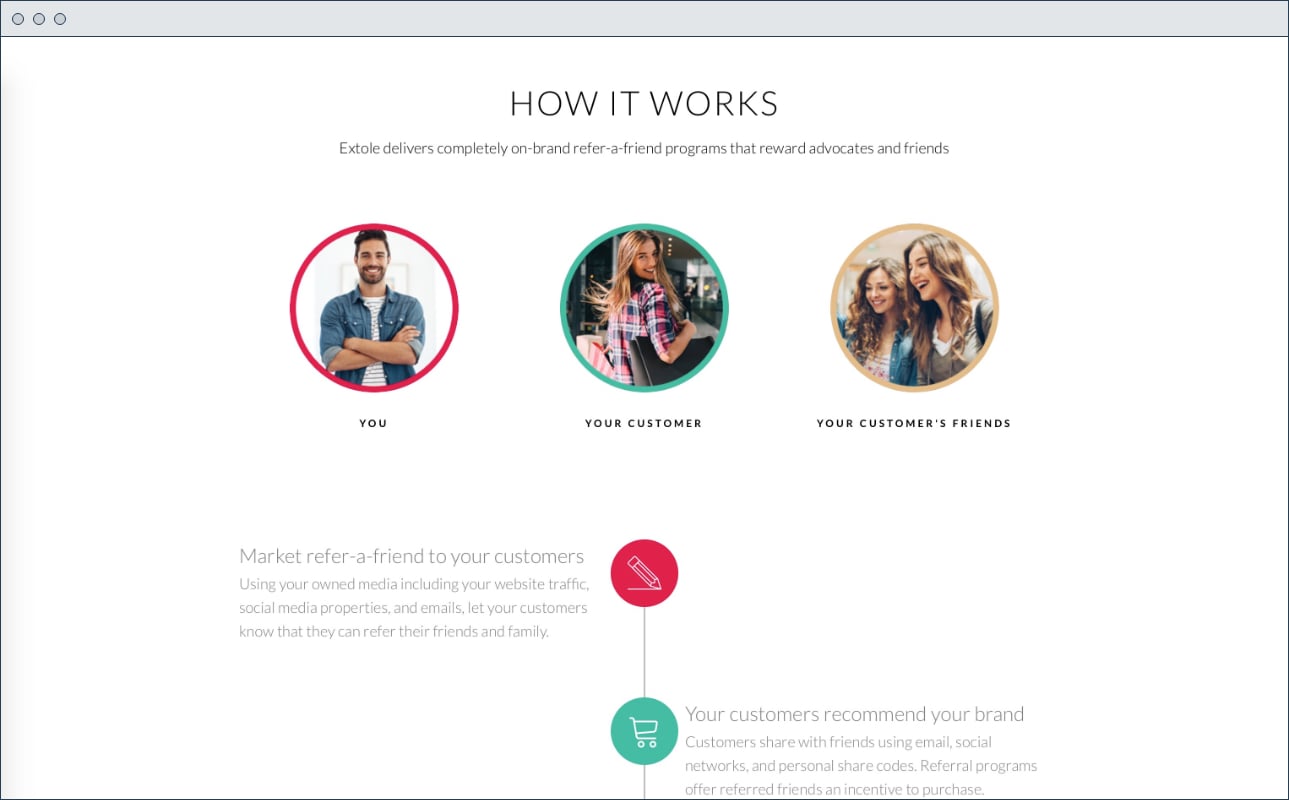 HOW IT WORKS
Extole delivers completely on-brand refer-a-friend programs that reward advocates and friends
YOU
YOUR CUSTOMER
YOUR CUSTOMER'S FRIENDS
Market refer-a-friend to your customers
Using your owned media including your website traffic,
social media properties, and emails, let your customers
know that they can refer their friends and family.
Your customers recommend your brand
Customers share with friends using email, social
networks, and personal share codes. Referral programs
offer referred friends an incentive to purchase.